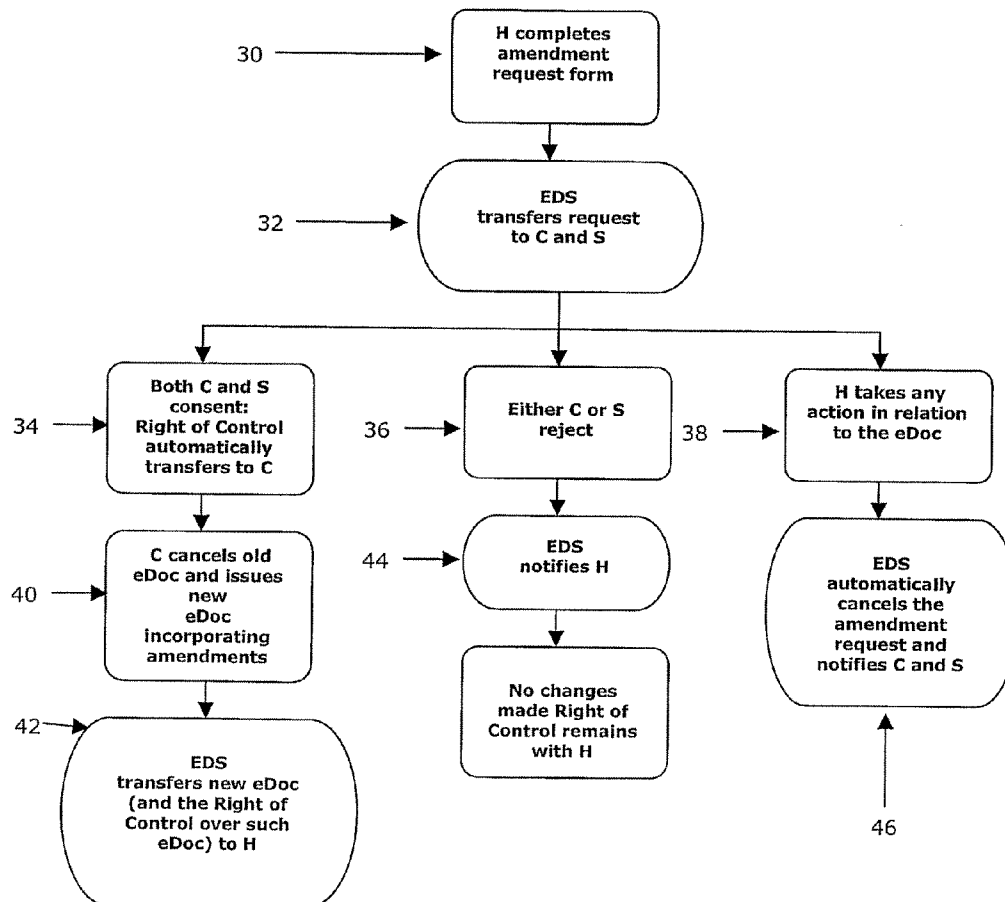 30
H completes
amendment
request form
32
EDS
transfers request
to C and S
34
Both C and S
consent:
Right of Control
automatically
transfers to C
36
Either C or S
reject
38
H takes any
action in relation
to the eDoc
40
C cancels old
eDoc and issues
new
eDoc
incorporating
amendments
44
EDS
notifies H
EDS
automatically
cancels the
amendment
request and
notifies C and S
42
EDS
transfers new eDoc
(and the Right of
Control over such
eDoc) to H
No changes
made Right of
Control remains
with H
46